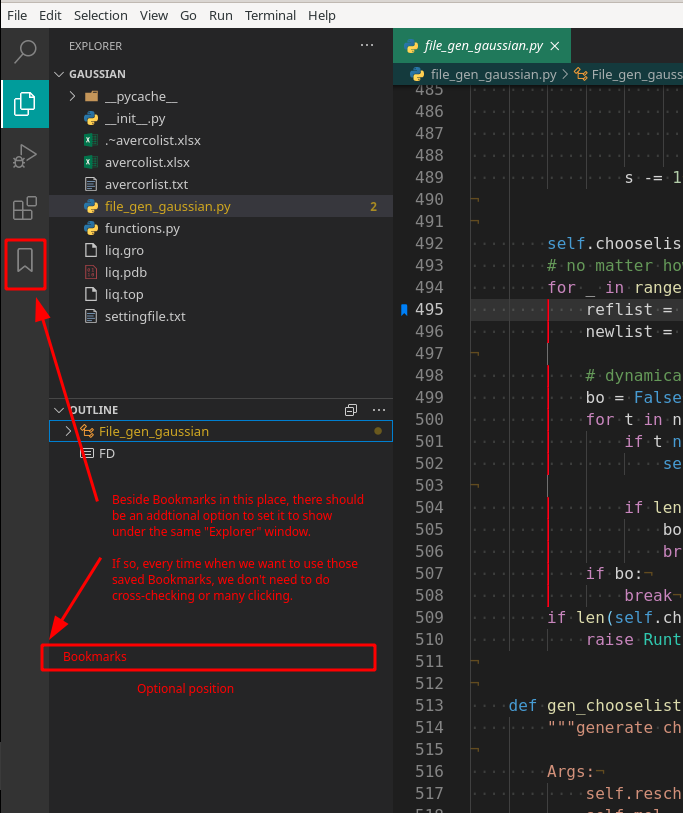 File Edit Selection View Go Run Terminal Help
EXPLORER ···
GAUSSIAN
__pycache__
__init__.py
.~avercolist.xlsx
avercolist.xlsx
avercorlist.txt
file_gen_gaussian.py 2
functions.py
liq.gro
liq.pdb
liq.top
settingfile.txt
OUTLINE ···
File_gen_gaussian
FD
Beside Bookmarks in this place, there should
be an addtional option to set it to show
under the same "Explorer" window.
If so, every time when we want to use those
saved Bookmarks, we don't need to do
cross-checking or many clicking.
Bookmarks
Optional position
file_gen_gaussian.py ×
file_gen_gaussian.py > File_gen_gauss
485
486
487
488
489 s -= 1
490
491
492 self.chooselis
493 # no matter ho
494 for _ in range
495 reflist =
496 newlist =
497
498 # dynamica
499 bo = False
500 for t in n
501 if t n
502 se
503
504 if len
505 bo
506 br
507 if bo:
508 break
509 if len(self.ch
510 raise Runt
511
512
513 def gen_chooselist
514 """generate ch
515
516 Args:
517 self.resch
518 self.mol